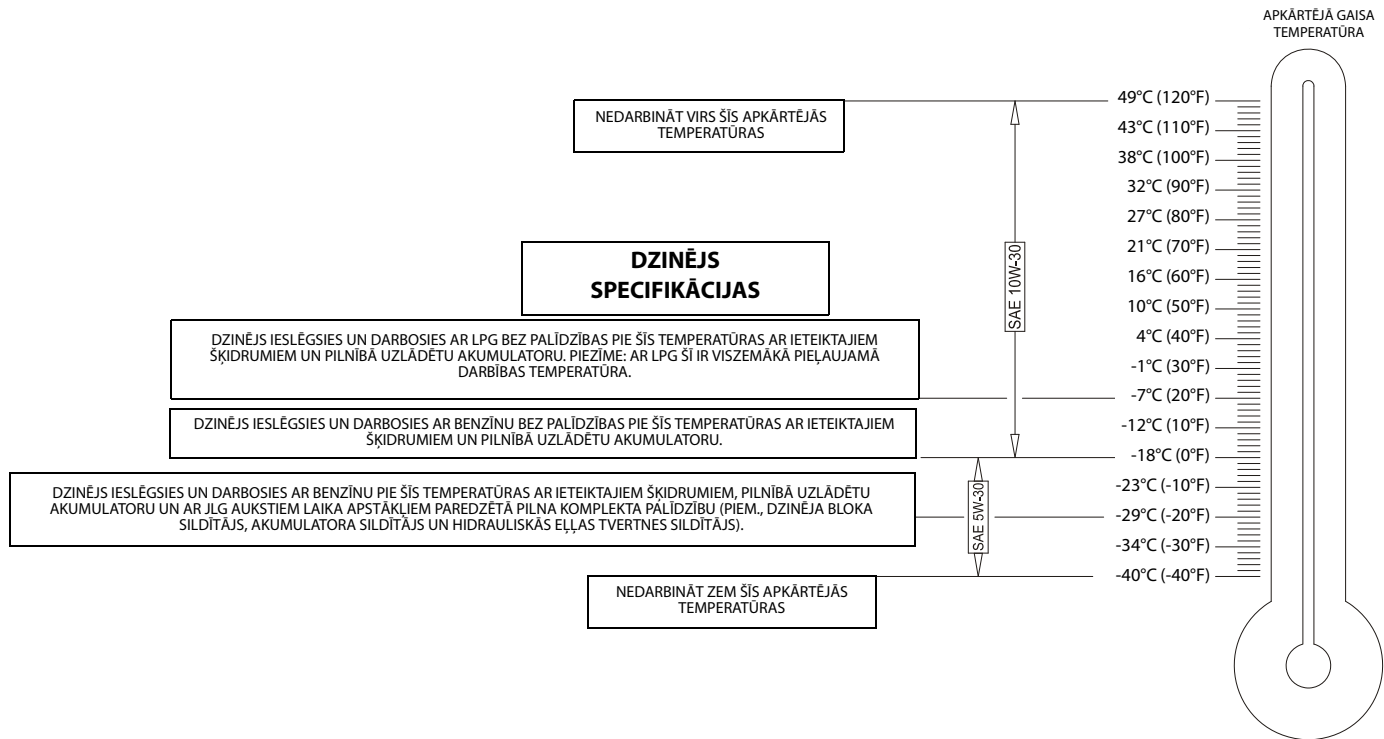 APKĀRTĒJĀ GAISA
TEMPERATŪRA
49°C (120°F)
NEDARBINĀT VIRS ŠĪS APKĀRTĒJĀS
TEMPERATŪRAS
43°C (110°F)
38°C (100°F)
32°C (90°F)
27°C (80°F)
21°C (70°F)
DZINĒJS
SPECIFIKĀCIJAS
SAE 10W-30
16°C (60°F)
10°C (50°F)
4°C (40°F)
DZINĒJS IESLĒGSIES UN DARBOSIES AR LPG BEZ PALĪDZĪBAS PIE ŠĪS TEMPERATŪRAS AR IETEIKTAJIEM
ŠĶIDRUMIEM UN PILNĪBĀ UZLĀDĒTU AKUMULATORU. PIEZĪME: AR LPG ŠĪ IR VISZEMĀKĀ PIEĻAUJAMĀ
DARBĪBAS TEMPERATŪRA.
-1°C (30°F)
-7°C (20°F)
DZINĒJS IESLĒGSIES UN DARBOSIES AR BENZĪNU BEZ PALĪDZĪBAS PIE ŠĪS TEMPERATŪRAS AR IETEIKTAJIEM
ŠĶIDRUMIEM UN PILNĪBĀ UZLĀDĒTU AKUMULATORU.
-12°C (10°F)
-18°C (0°F)
-23°C (-10°F)
DZINĒJS IESLĒGSIES UN DARBOSIES AR BENZĪNU PIE ŠĪS TEMPERATŪRAS AR IETEIKTAJIEM ŠĶIDRUMIEM, PILNĪBĀ UZLĀDĒTU
AKUMULATORU UN AR JLG AUKSTIEM LAIKA APSTĀKĻIEM PAREDZĒTĀ PILNA KOMPLEKTA PALĪDZĪBU (PIEM., DZINĒJA BLOKA
SILDĪTĀJS, AKUMULATORA SILDĪTĀJS UN HIDRAULISKĀS EĻĻAS TVERTNES SILDĪTĀJS).
SAE 5W-30
-29°C (-20°F)
-34°C (-30°F)
-40°C (-40°F)
NEDARBINĀT ZEM ŠĪS APKĀRTĒJĀS
TEMPERATŪRAS